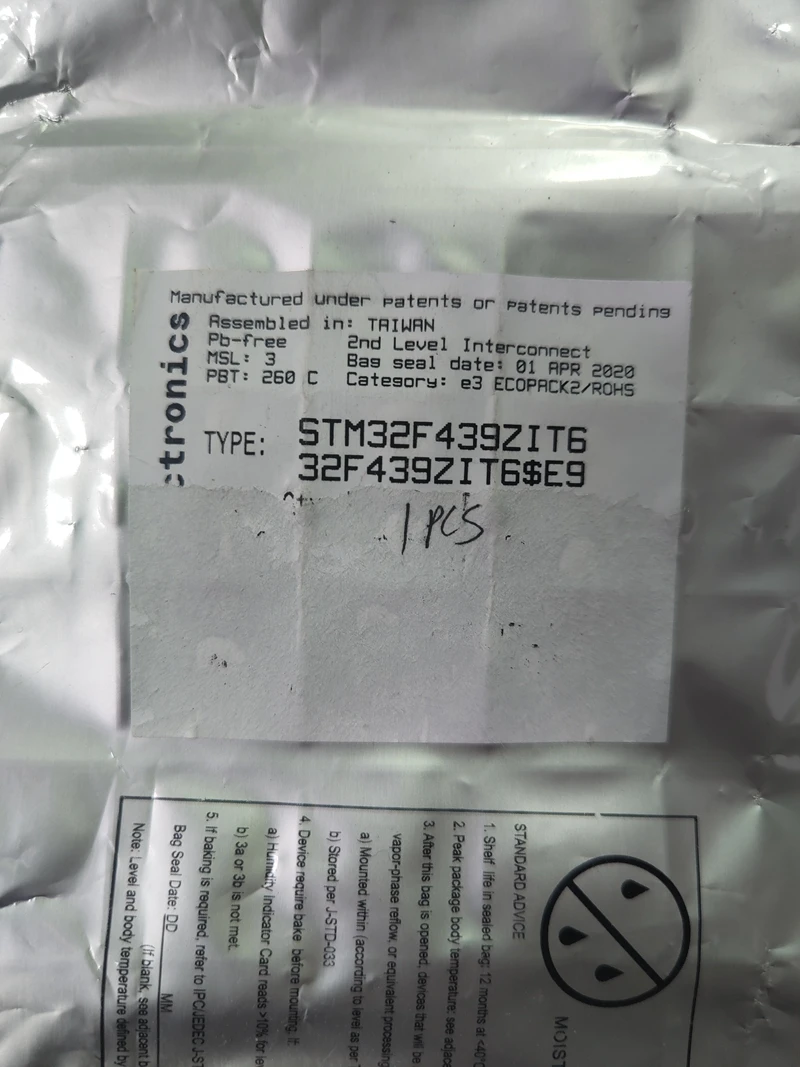 Manufactured under patents or patents pending
Assembled in: TAIWAN
Pb-free 2nd Level Interconnect
MSL: 3 Bag seal date: 01 APR 2020
PBT: 260 C Category: e3 ECOPACK2/ROHS
TYPE: STM32F439ZIT6
32F439ZIT6$E9
ctronics
1 PCS
STANDARD ADVICE
1. Shelf life in sealed bag: 12 months at <40°C
2. Peak package body temperature: see
3. After this bag is opened, devices that will be
vapor-phase reflow, or equivalent processing
a) Mounted within (according to level as per
b) Stored per J-STD-033
4. Device require bake before mounting, if:
a) Humidity Indicator Card reads >10% for
b) 3a or 3b is not met.
5. If baking is required, refer to IPC/JEDEC
Bag Seal Date: DD MM
(If blank, see adjacent
Note: Level and body temperature defined by
MOIST